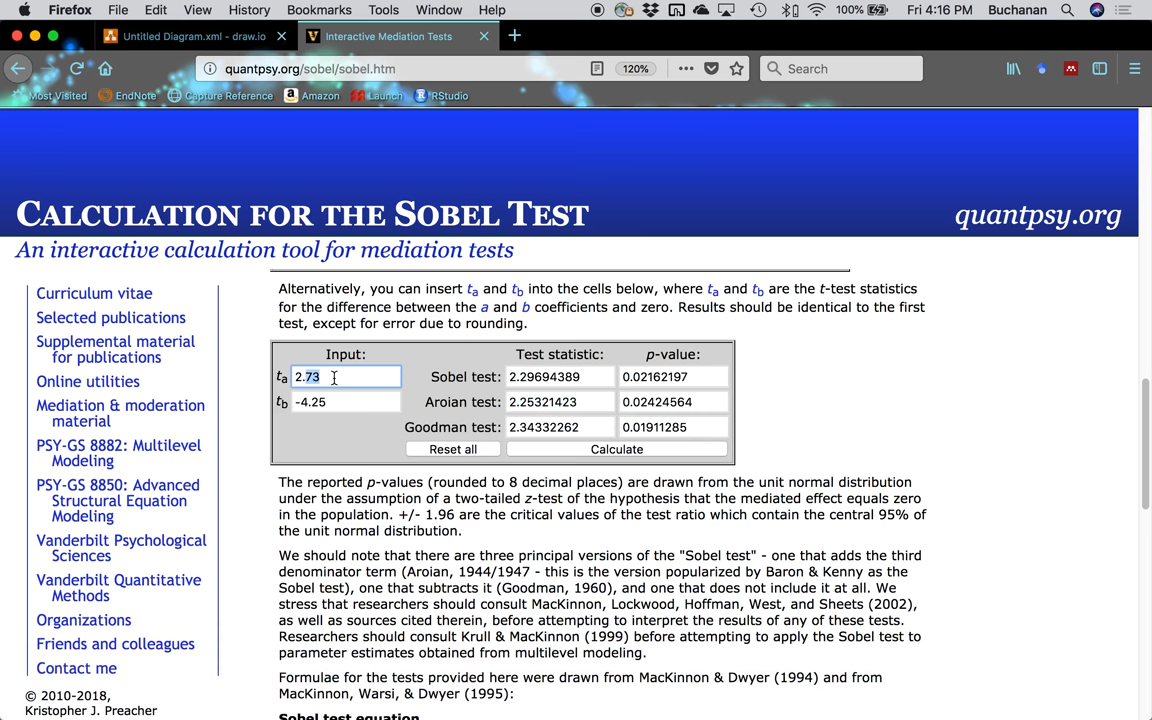 Firefox File Edit View History Bookmarks Tools Window Help 100% Fri 4:16 PM Buchanan
Untitled Diagram.xml - draw.io Interactive Mediation Tests
quantpsy.org/sobel/sobel.htm 120% Search
Most Visited EndNote Capture Reference Amazon Launch RStudio
CALCULATION FOR THE SOBEL TEST quantpsy.org
An interactive calculation tool for mediation tests
Curriculum vitae
Selected publications
Supplemental material
for publications
Online utilities
Mediation & moderation
material
PSY-GS 8882: Multilevel
Modeling
PSY-GS 8850: Advanced
Structural Equation
Modeling
Vanderbilt Psychological
Sciences
Vanderbilt Quantitative
Methods
Organizations
Friends and colleagues
Contact me
© 2010-2018,
Kristopher J. Preacher
Alternatively, you can insert ta and tb into the cells below, where ta and tb are the t-test statistics
for the difference between the a and b coefficients and zero. Results should be identical to the first
test, except for error due to rounding.
Input: Test statistic: p-value:
ta 2.73 Sobel test: 2.29694389 0.02162197
tb -4.25 Aroian test: 2.25321423 0.02424564
Goodman test: 2.34332262 0.01911285
Reset all Calculate
The reported p-values (rounded to 8 decimal places) are drawn from the unit normal distribution
under the assumption of a two-tailed z-test of the hypothesis that the mediated effect equals zero
in the population. +/- 1.96 are the critical values of the test ratio which contain the central 95% of
the unit normal distribution.
We should note that there are three principal versions of the "Sobel test" - one that adds the third
denominator term (Aroian, 1944/1947 - this is the version popularized by Baron & Kenny as the
Sobel test), one that subtracts it (Goodman, 1960), and one that does not include it at all. We
stress that researchers should consult MacKinnon, Lockwood, Hoffman, West, and Sheets (2002),
as well as sources cited therein, before attempting to interpret the results of any of these tests.
Researchers should consult Krull & MacKinnon (1999) before attempting to apply the Sobel test to
parameter estimates obtained from multilevel modeling.
Formulae for the tests provided here were drawn from MacKinnon & Dwyer (1994) and from
MacKinnon, Warsi, & Dwyer (1995):
Sobel test equation